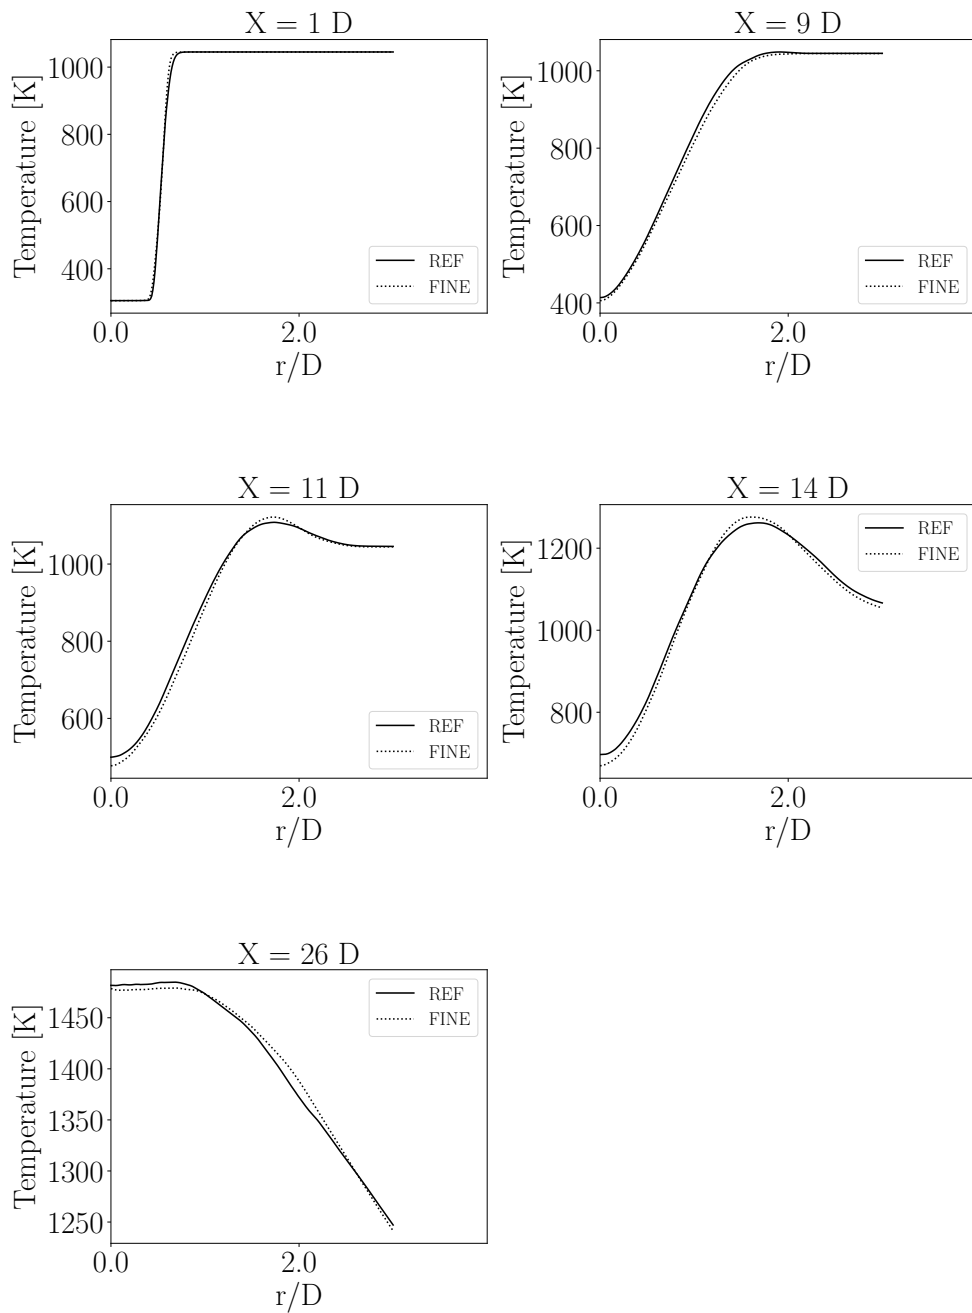 X = 1 D
Temperature [K]
1000
800
600
400
0.0
2.0
r/D
REF
FINE
X = 9 D
Temperature [K]
1000
800
600
400
0.0
2.0
r/D
REF
FINE
X = 11 D
Temperature [K]
1000
800
600
0.0
2.0
r/D
REF
FINE
X = 14 D
Temperature [K]
1200
1000
800
0.0
2.0
r/D
REF
FINE
X = 26 D
Temperature [K]
1450
1400
1350
1300
1250
0.0
2.0
r/D
REF
FINE